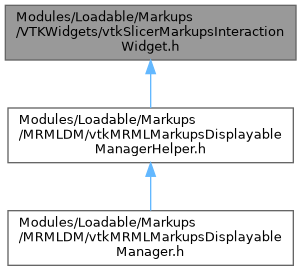 Modules/Loadable/Markups
/VTKWidgets/vtkSlicerMarkupsInteraction
Widget.h
Modules/Loadable/Markups
/MRMLDM/vtkMRMLMarkupsDisplayable
ManagerHelper.h
Modules/Loadable/Markups
/MRMLDM/vtkMRMLMarkupsDisplayable
Manager.h